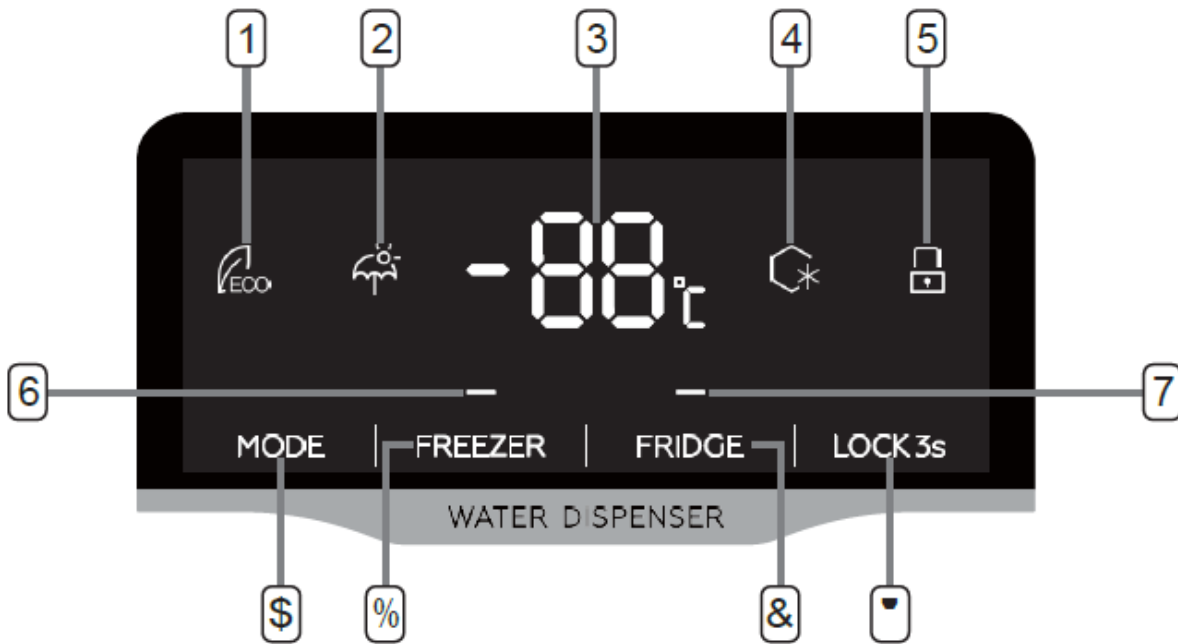 1 2 3 4 5
ECO
-88°C
6 7
MODE FREEZER FRIDGE LOCK 3s
WATER DISPENSER
$ % &